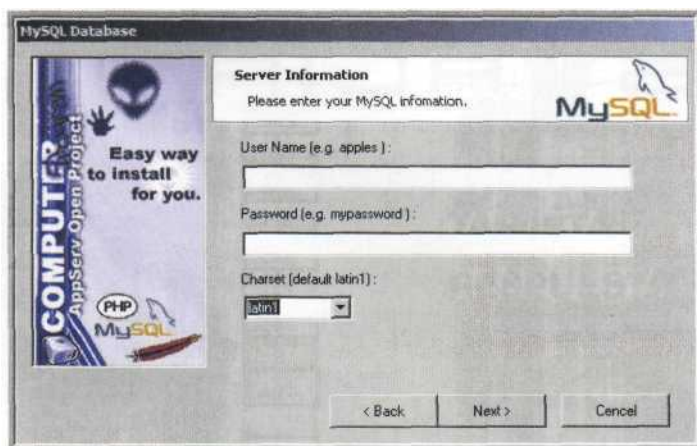 MySQL Database
Server Information
Please enter your MySQL infomation.
MySQL
Easy way
to install
for you.
COMPUTER
AppServ Open Project
PHP
MySQL
User Name (e.g. apples ) :
Password (e.g. mypassword ) :
Charset (default latin1) :
latin1
< Back
Next >
Cencel